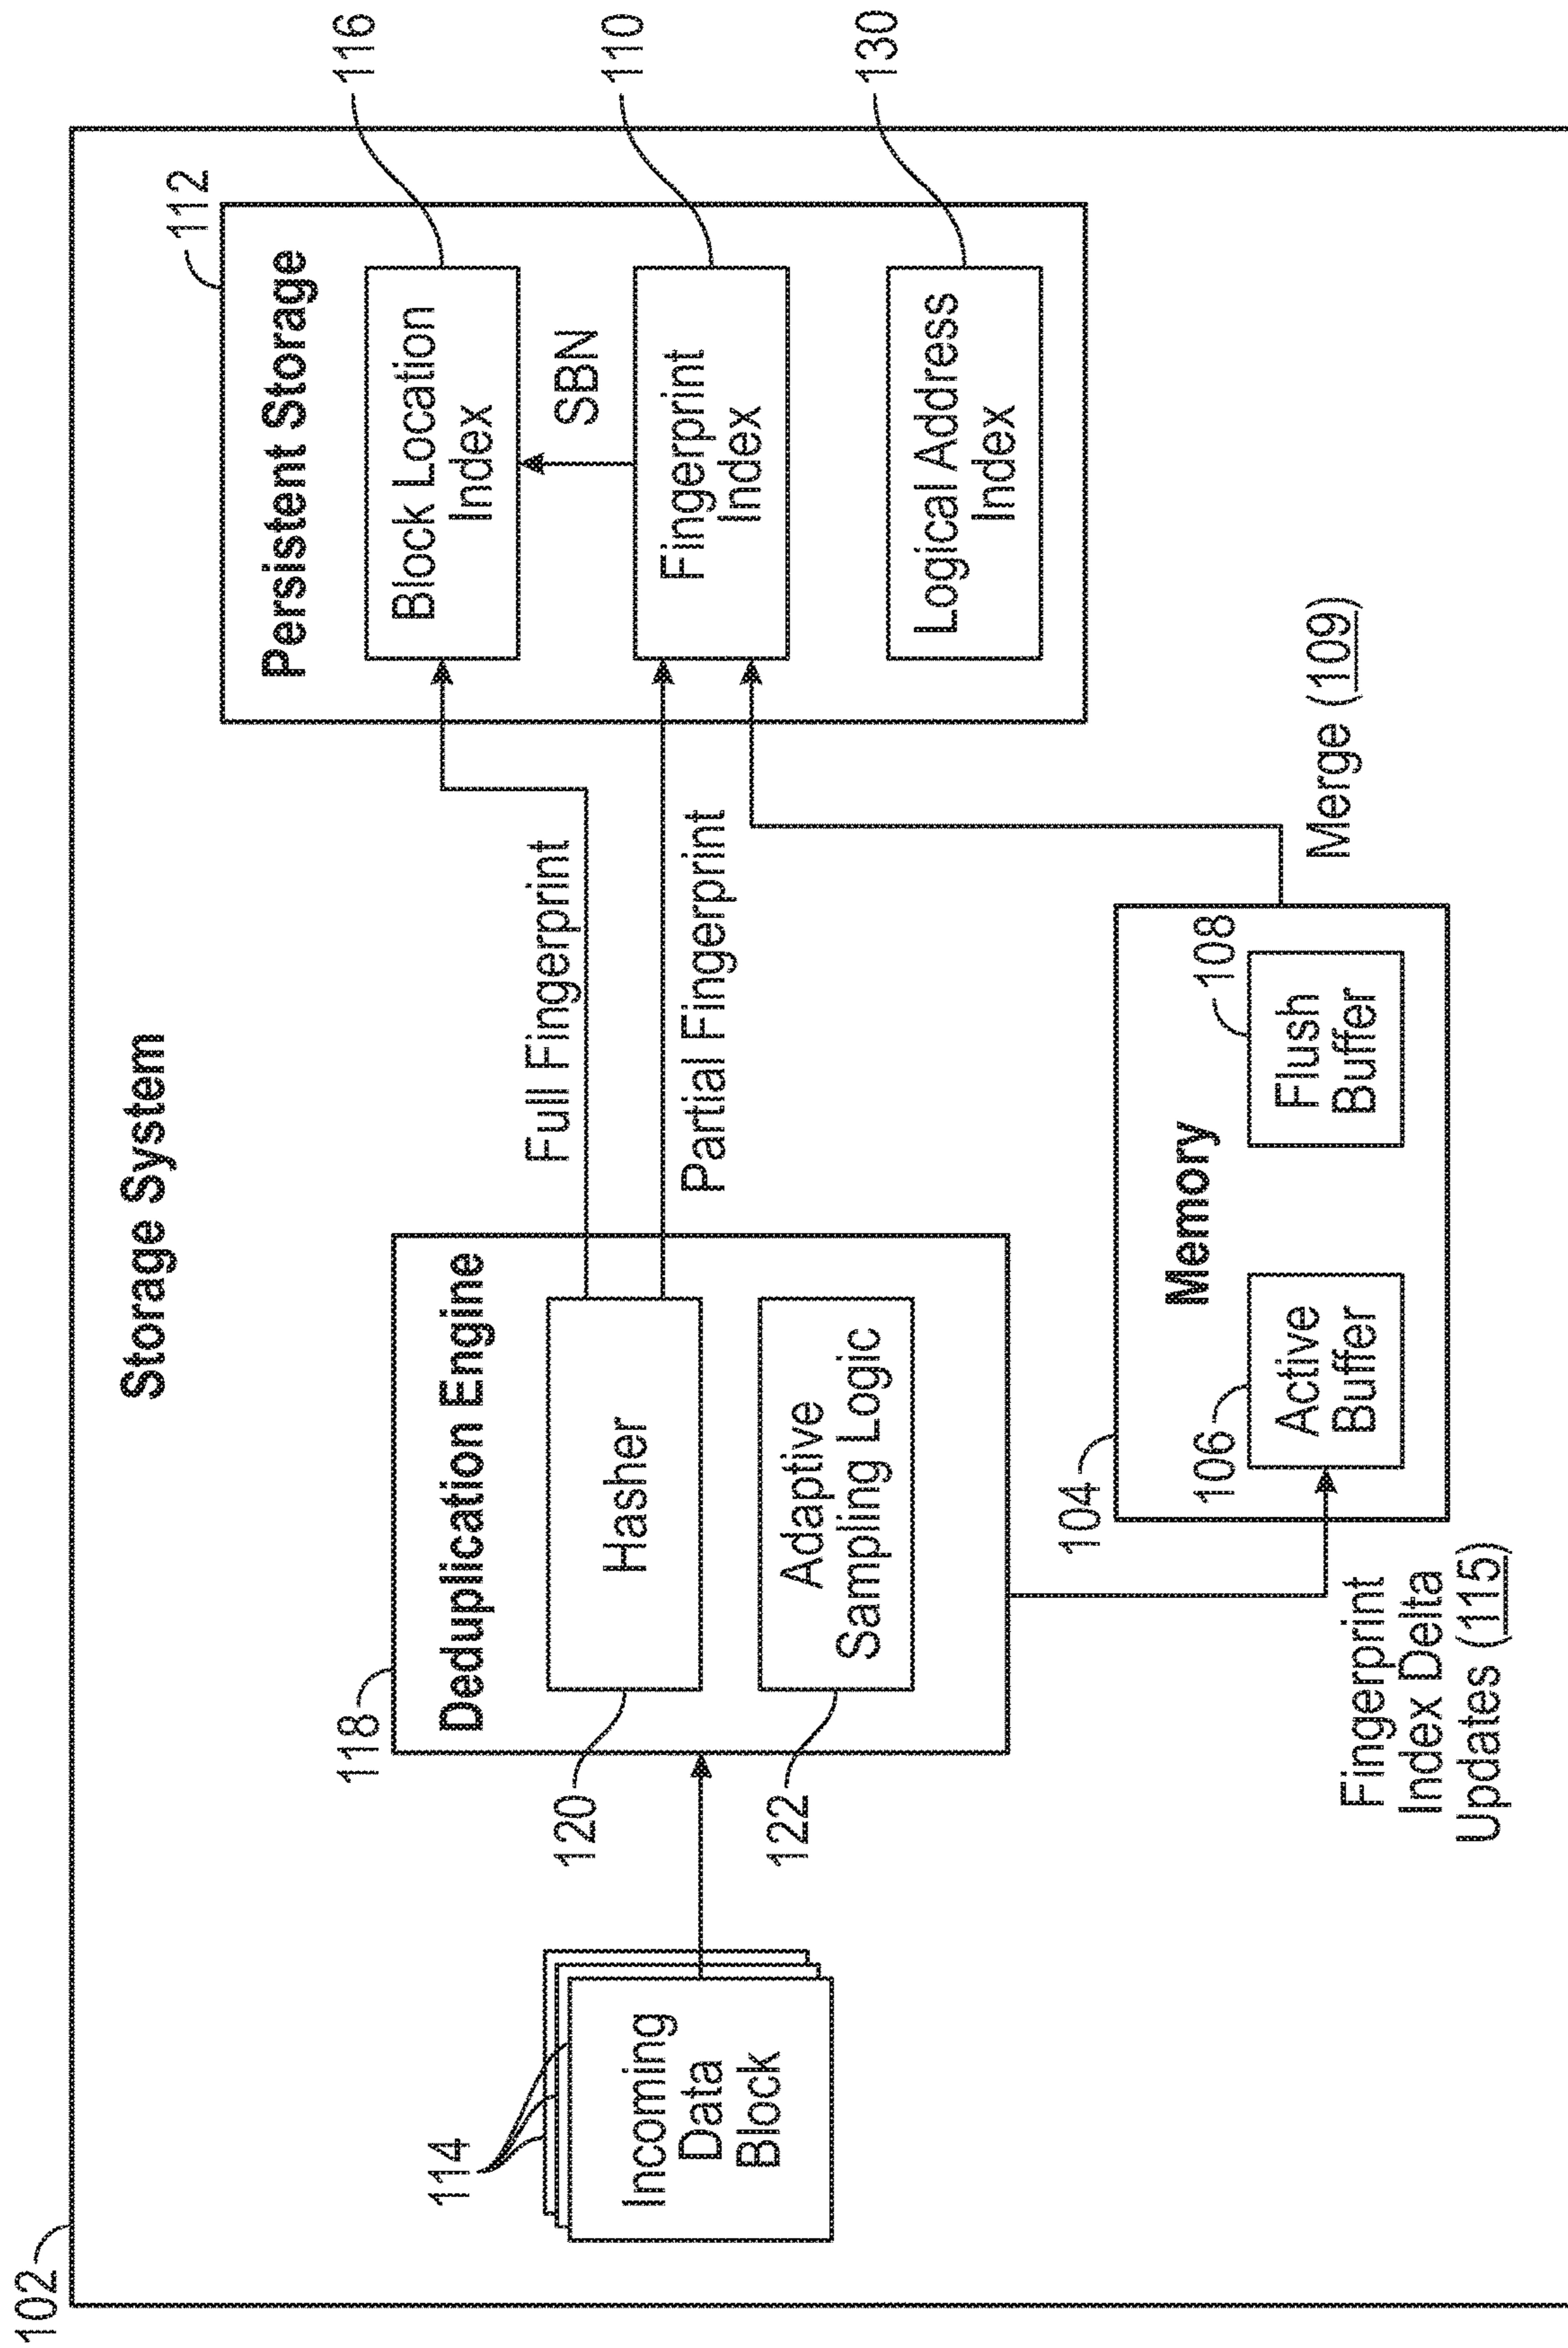 102
Storage System
112
Persistent Storage
Block Location
Index
116
SBN
Fingerprint
Index
110
Logical Address
Index
130
Full Fingerprint
Partial Fingerprint
118
Deduplication Engine
Hasher
120
Adaptive
Sampling Logic
122
114
Incoming
Data
Block
104
Memory
106
Active
Buffer
108
Flush
Buffer
Merge (109)
Fingerprint
Index Delta
Updates (115)